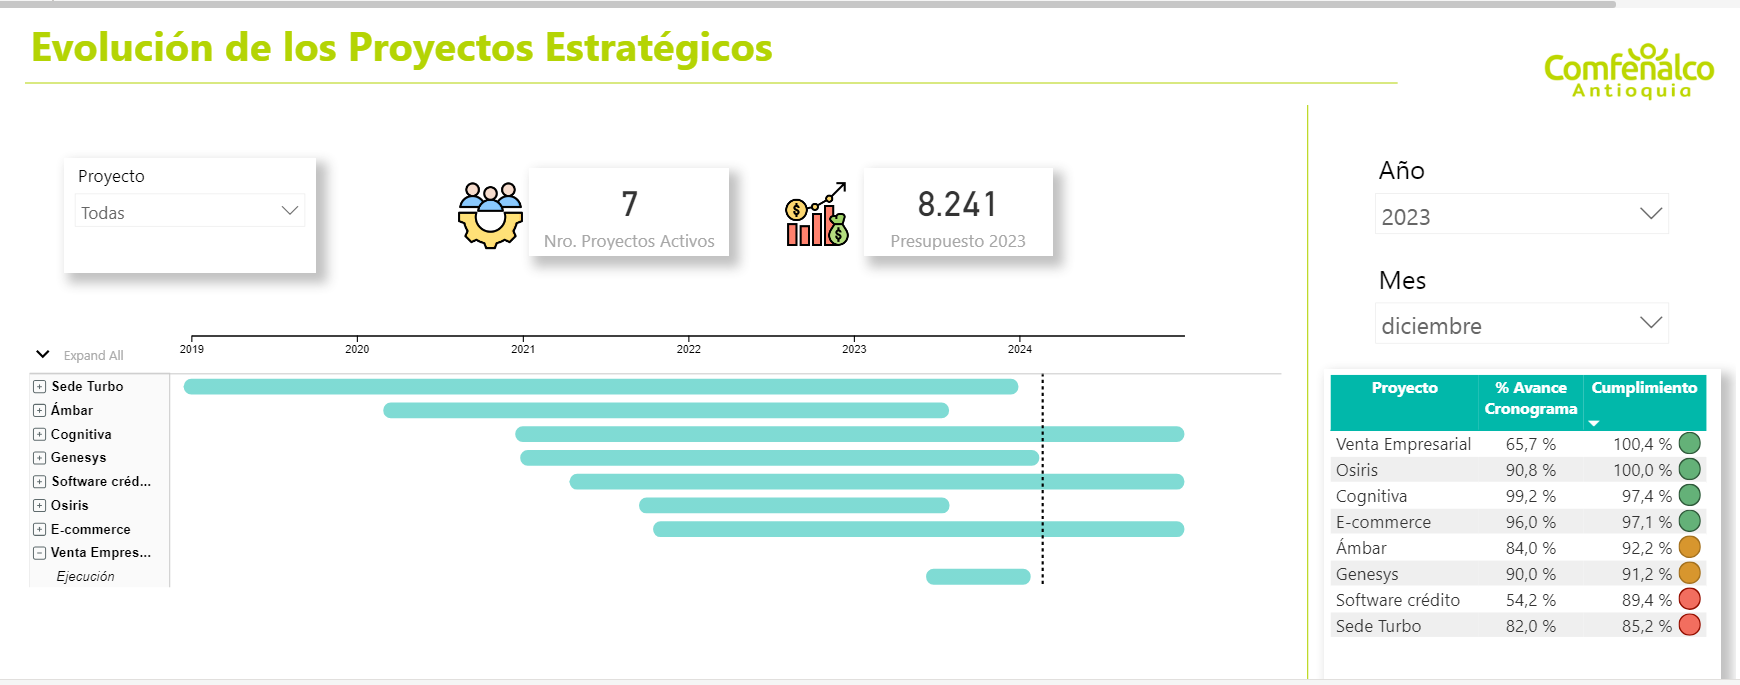 Evolución de los Proyectos Estratégicos
Comfenalco
Antioquia
Proyecto
Todas
7
Nro. Proyectos Activos
8.241
Presupuesto 2023
Año
2023
Mes
diciembre
Expand All
2019 2020 2021 2022 2023 2024
Sede Turbo
Ámbar
Cognitiva
Genesys
Software créd...
Osiris
E-commerce
Venta Empres...
Ejecución
Proyecto % Avance Cronograma Cumplimiento
Venta Empresarial 65,7 % 100,4 %
Osiris 90,8 % 100,0 %
Cognitiva 99,2 % 97,4 %
E-commerce 96,0 % 97,1 %
Ámbar 84,0 % 92,2 %
Genesys 90,0 % 91,2 %
Software crédito 54,2 % 89,4 %
Sede Turbo 82,0 % 85,2 %